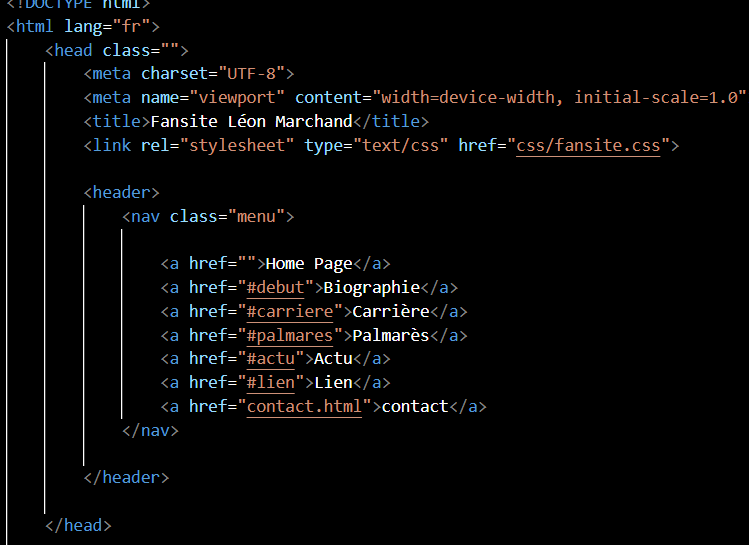 <!DOCTYPE html>
<html lang="fr">
<head class="">
<meta charset="UTF-8">
<meta name="viewport" content="width=device-width, initial-scale=1.0"
<title>Fansite Léon Marchand</title>
<link rel="stylesheet" type="text/css" href="css/fansite.css">
<header>
<nav class="menu">
<a href="">Home Page</a>
<a href="#debut">Biographie</a>
<a href="#carriere">Carrière</a>
<a href="#palmares">Palmarès</a>
<a href="#actu">Actu</a>
<a href="#lien">Lien</a>
<a href="contact.html">contact</a>
</nav>
</header>
</head>